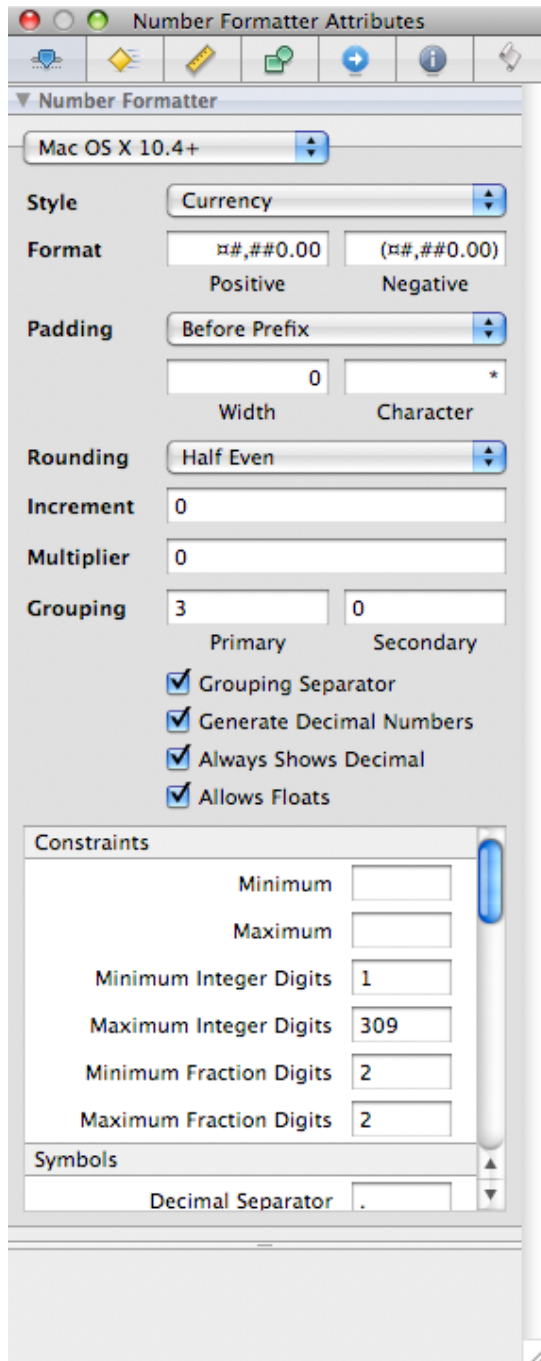 Number Formatter Attributes
Number Formatter
Mac OS X 10.4+
Style Currency
Format ¤#,##0.00 (¤#,##0.00)
Positive Negative
Padding Before Prefix
0 *
Width Character
Rounding Half Even
Increment 0
Multiplier 0
Grouping 3 0
Primary Secondary
Grouping Separator
Generate Decimal Numbers
Always Shows Decimal
Allows Floats
Constraints
Minimum
Maximum
Minimum Integer Digits 1
Maximum Integer Digits 309
Minimum Fraction Digits 2
Maximum Fraction Digits 2
Symbols
Decimal Separator .